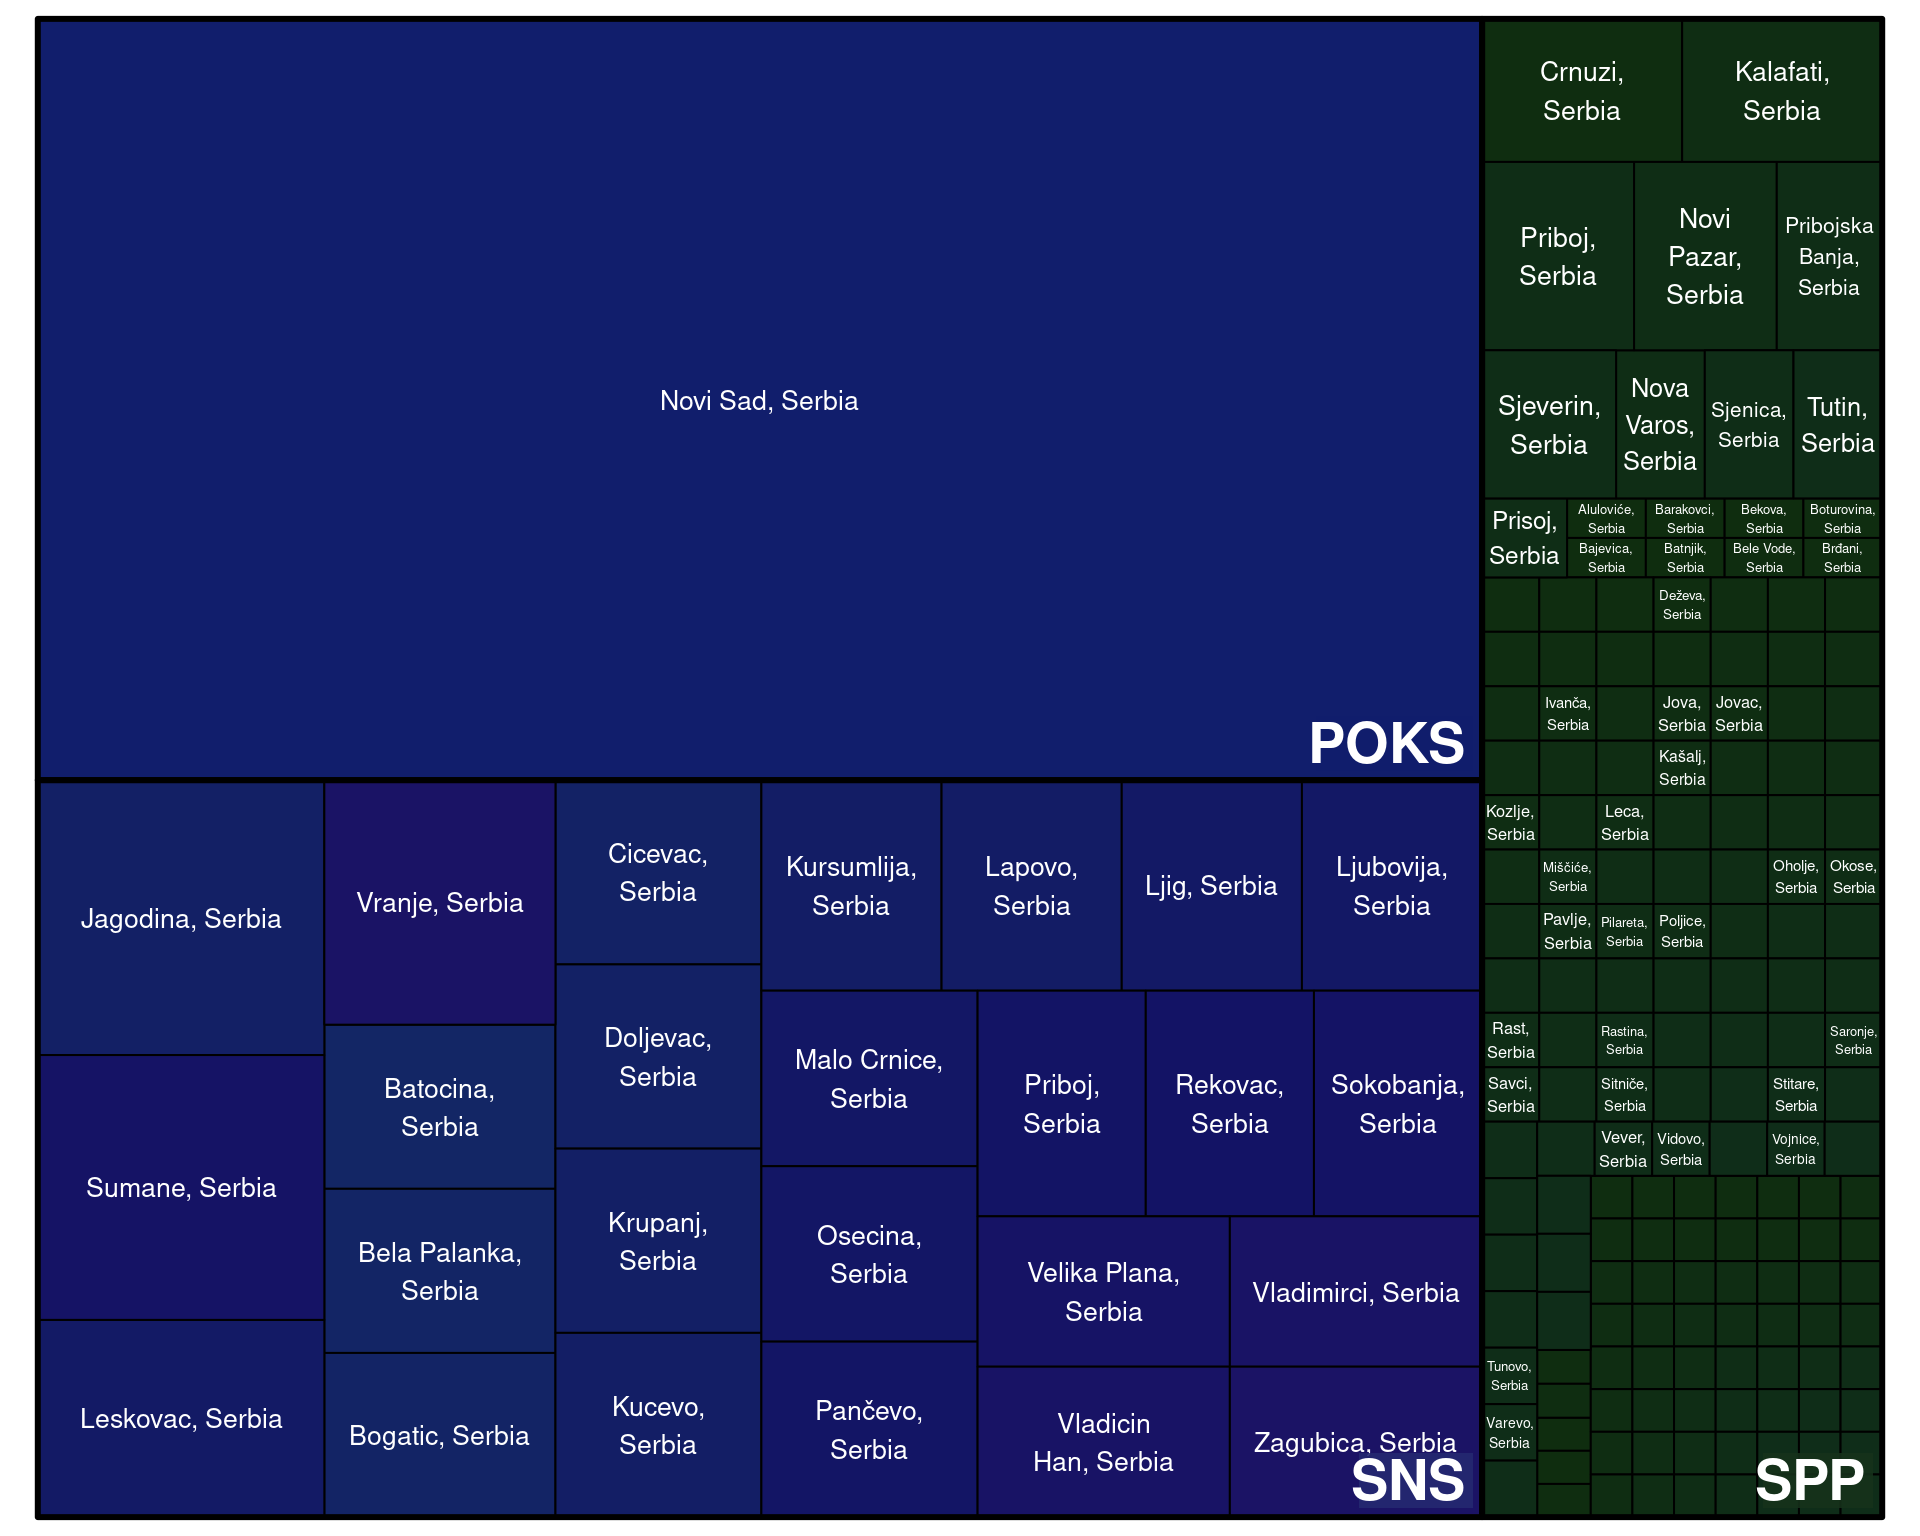 Novi Sad, Serbia
POKS
Jagodina, Serbia
Sumane, Serbia
Leskovac, Serbia
Vranje, Serbia
Batocina,
Serbia
Bela Palanka,
Serbia
Bogatic, Serbia
Cicevac,
Serbia
Doljevac,
Serbia
Krupanj,
Serbia
Kucevo,
Serbia
Kursumlija,
Serbia
Lapovo,
Serbia
Ljig, Serbia
Ljubovija,
Serbia
Malo Crnice,
Serbia
Osecina,
Serbia
Pančevo,
Serbia
Priboj,
Serbia
Rekovac,
Serbia
Sokobanja,
Serbia
Velika Plana,
Serbia
Vladimirci, Serbia
Vladicin
Han, Serbia
Zagubica, Serbia
SNS
Crnuzi,
Serbia
Kalafati,
Serbia
Priboj,
Serbia
Novi
Pazar,
Serbia
Pribojska
Banja,
Serbia
Sjeverin,
Serbia
Nova
Varos,
Serbia
Sjenica,
Serbia
Tutin,
Serbia
Prisoj,
Serbia
Aluloviće,
Serbia
Barakovci,
Serbia
Bekova,
Serbia
Boturovina,
Serbia
Bajevica,
Serbia
Batnjik,
Serbia
Bele Vode,
Serbia
Brđani,
Serbia
Deževa,
Serbia
Ivanča,
Serbia
Jova,
Serbia
Jovac,
Serbia
Kašalj,
Serbia
Kozlje,
Serbia
Leca,
Serbia
Miščiće,
Serbia
Oholje,
Serbia
Okose,
Serbia
Pavlje,
Serbia
Pilareta,
Serbia
Poljice,
Serbia
Rast,
Serbia
Rastina,
Serbia
Saronje,
Serbia
Savci,
Serbia
Sitniče,
Serbia
Stitare,
Serbia
Vever,
Serbia
Vidovo,
Serbia
Vojnice,
Serbia
Tunovo,
Serbia
Varevo,
Serbia
SPP